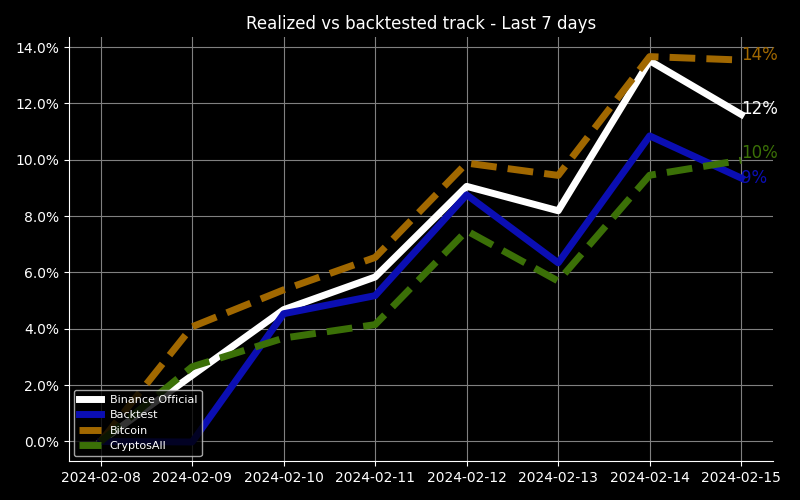 Realized vs backtested track - Last 7 days
14.0%
12.0%
10.0%
8.0%
6.0%
4.0%
2.0%
0.0%
14%
12%
10%
9%
Binance Official
Backtest
Bitcoin
CryptosAll
2024-02-08 2024-02-09 2024-02-10 2024-02-11 2024-02-12 2024-02-13 2024-02-14 2024-02-15